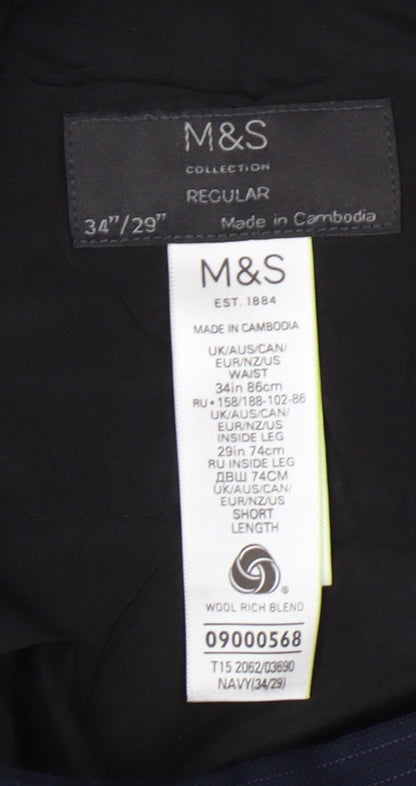 M&S
COLLECTION
REGULAR
34"/29" Made in Cambodia
M&S
EST. 1884
MADE IN CAMBODIA
UK/AUS/CAN/
EUR/NZ/US
WAIST
34in 86cm
RU•158/188-102-86
UK/AUS/CAN/
EUR/NZ/US
INSIDE LEG
29in 74cm
RU INSIDE LEG
ДВШ 74СМ
UK/AUS/CAN/
EUR/NZ/US
SHORT
LENGTH
®
WOOL RICH BLEND
09000568
T15 2062/03690
NAVY(34/29)